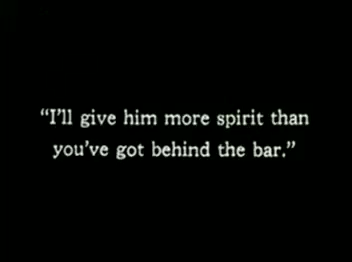 “I’ll give him more spirit than
you’ve got behind the bar.”